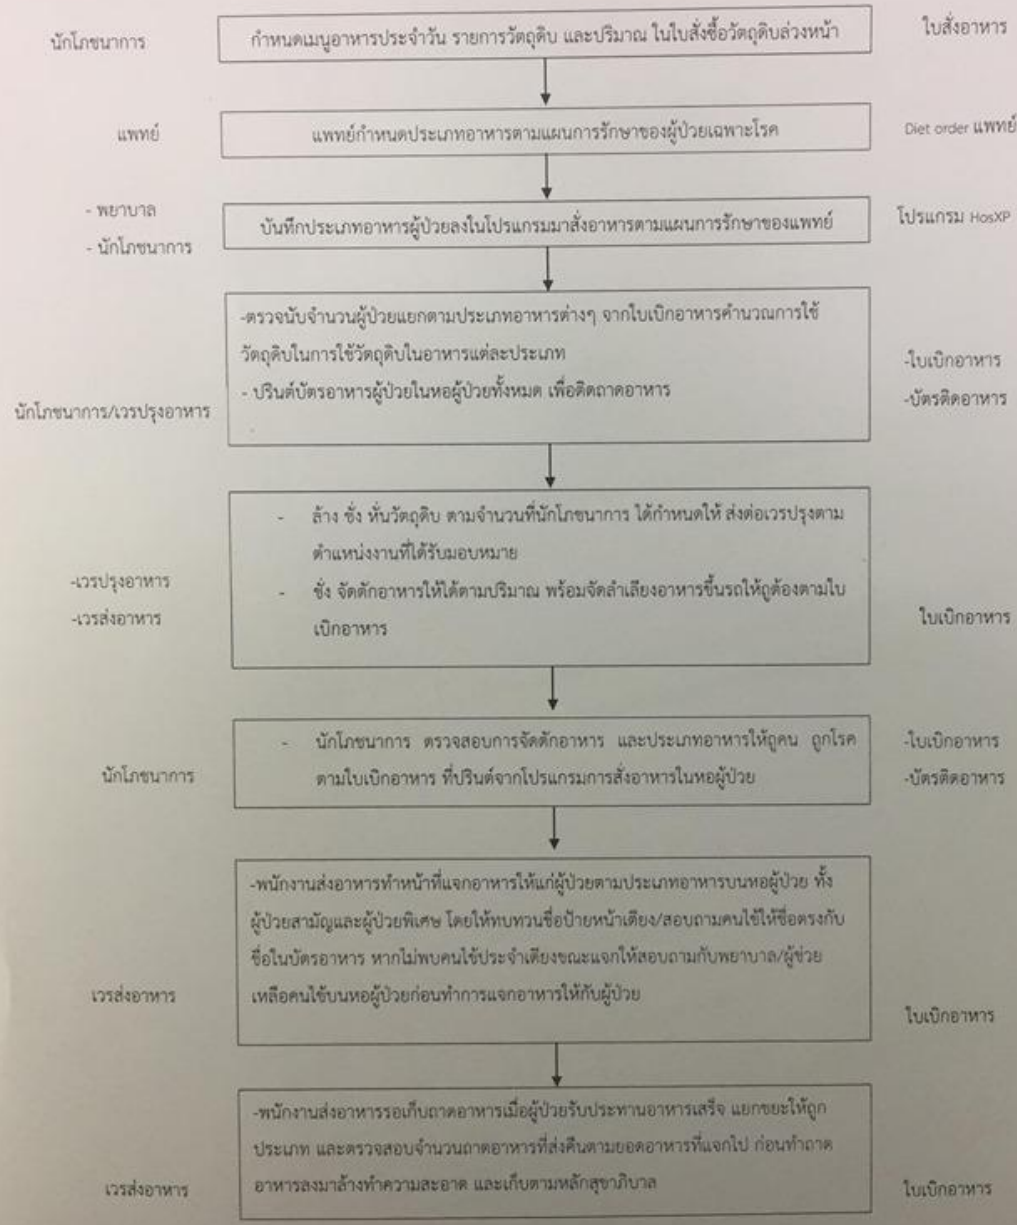 นักโภชนาการ
กำหนดเมนูอาหารประจำวัน รายการวัตถุดิบ และปริมาณ ในใบสั่งซื้อวัตถุดิบล่วงหน้า
ใบสั่งอาหาร
แพทย์
แพทย์กำหนดประเภทอาหารตามแผนการรักษาของผู้ป่วยเฉพาะโรค
Diet order แพทย์
- พยาบาล
- นักโภชนาการ
บันทึกประเภทอาหารผู้ป่วยลงในโปรแกรมมาสั่งอาหารตามแผนการรักษาของแพทย์
โปรแกรม HosXP
นักโภชนาการ/เวรปรุงอาหาร
-ตรวจนับจำนวนผู้ป่วยแยกตามประเภทอาหารต่างๆ จากใบเบิกอาหารคำนวณการใช้
วัตถุดิบในการใช้วัตถุดิบในอาหารแต่ละประเภท
- ปรินต์บัตรอาหารผู้ป่วยในหอผู้ป่วยทั้งหมด เพื่อติดถาดอาหาร
-ใบเบิกอาหาร
-บัตรติดอาหาร
-เวรปรุงอาหาร
-เวรส่งอาหาร
- ล้าง ชั่ง หั่นวัตถุดิบ ตามจำนวนที่นักโภชนาการ ได้กำหนดให้ ส่งต่อเวรปรุงตาม
ตำแหน่งงานที่ได้รับมอบหมาย
- ชั่ง จัดตักอาหารให้ได้ตามปริมาณ พร้อมจัดลำเลียงอาหารขึ้นรถให้ถูต้องตามใบ
เบิกอาหาร
ใบเบิกอาหาร
นักโภชนาการ
- นักโภชนาการ ตรวจสอบการจัดตักอาหาร และประเภทอาหารให้ถูคน ถูกโรค
ตามใบเบิกอาหาร ที่ปรินต์จากโปรแกรมการสั่งอาหารในหอผู้ป่วย
-ใบเบิกอาหาร
-บัตรติดอาหาร
เวรส่งอาหาร
-พนักงานส่งอาหารทำหน้าที่แจกอาหารให้แก่ผู้ป่วยตามประเภทอาหารบนหอผู้ป่วย ทั้ง
ผู้ป่วยสามัญและผู้ป่วยพิเศษ โดยให้ทบทวนชื่อป้ายหน้าเตียง/สอบถามคนไข้ให้ชื่อตรงกับ
ชื่อในบัตรอาหาร หากไม่พบคนไข้ประจำเตียงขณะแจกให้สอบถามกับพยาบาล/ผู้ช่วย
เหลือคนไข้บนหอผู้ป่วยก่อนทำการแจกอาหารให้กับผู้ป่วย
ใบเบิกอาหาร
เวรส่งอาหาร
-พนักงานส่งอาหารรอเก็บถาดอาหารเมื่อผู้ป่วยรับประทานอาหารเสร็จ แยกขยะให้ถูก
ประเภท และตรวจสอบจำนวนถาดอาหารที่ส่งคืนตามยอดอาหารที่แจกไป ก่อนทำถาด
อาหารลงมาล้างทำความสะอาด และเก็บตามหลักสุขาภิบาล
ใบเบิกอาหาร